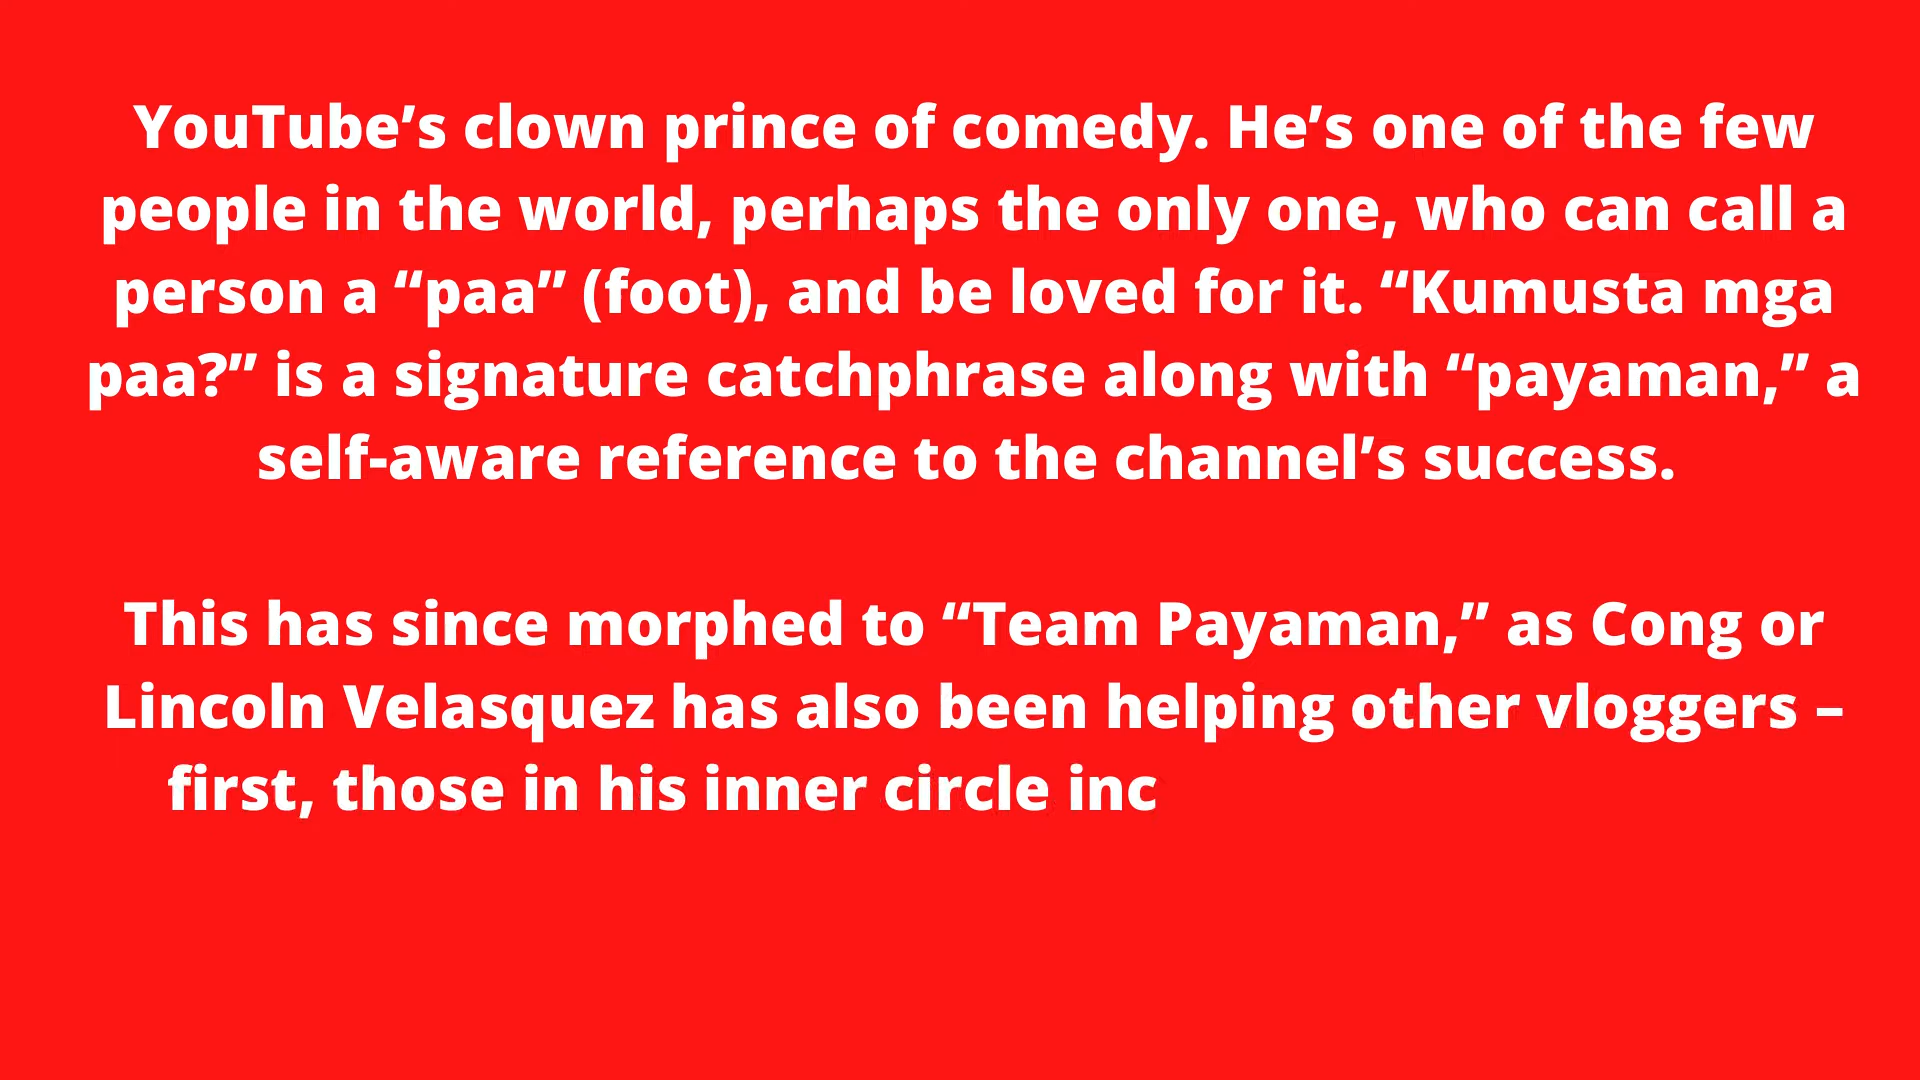 YouTube’s clown prince of comedy. He’s one of the few
people in the world, perhaps the only one, who can call a
person a “paa” (foot), and be loved for it. “Kumusta mga
paa?” is a signature catchphrase along with “payaman,” a
self-aware reference to the channel’s success.
This has since morphed to “Team Payaman,” as Cong or
Lincoln Velasquez has also been helping other vloggers –
first, those in his inner circle inc